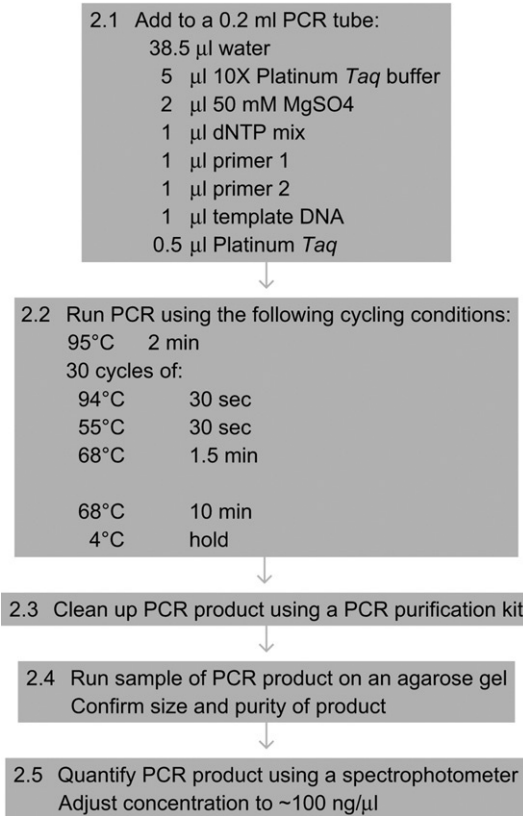 2.1 Add to a 0.2 ml PCR tube:
38.5 μl water
5 μl 10X Platinum Taq buffer
2 μl 50 mM MgSO4
1 μl dNTP mix
1 μl primer 1
1 μl primer 2
1 μl template DNA
0.5 μl Platinum Taq
2.2 Run PCR using the following cycling conditions:
95°C 2 min
30 cycles of:
94°C 30 sec
55°C 30 sec
68°C 1.5 min
68°C 10 min
4°C hold
2.3 Clean up PCR product using a PCR purification kit
2.4 Run sample of PCR product on an agarose gel
Confirm size and purity of product
2.5 Quantify PCR product using a spectrophotometer
Adjust concentration to ~100 ng/μl